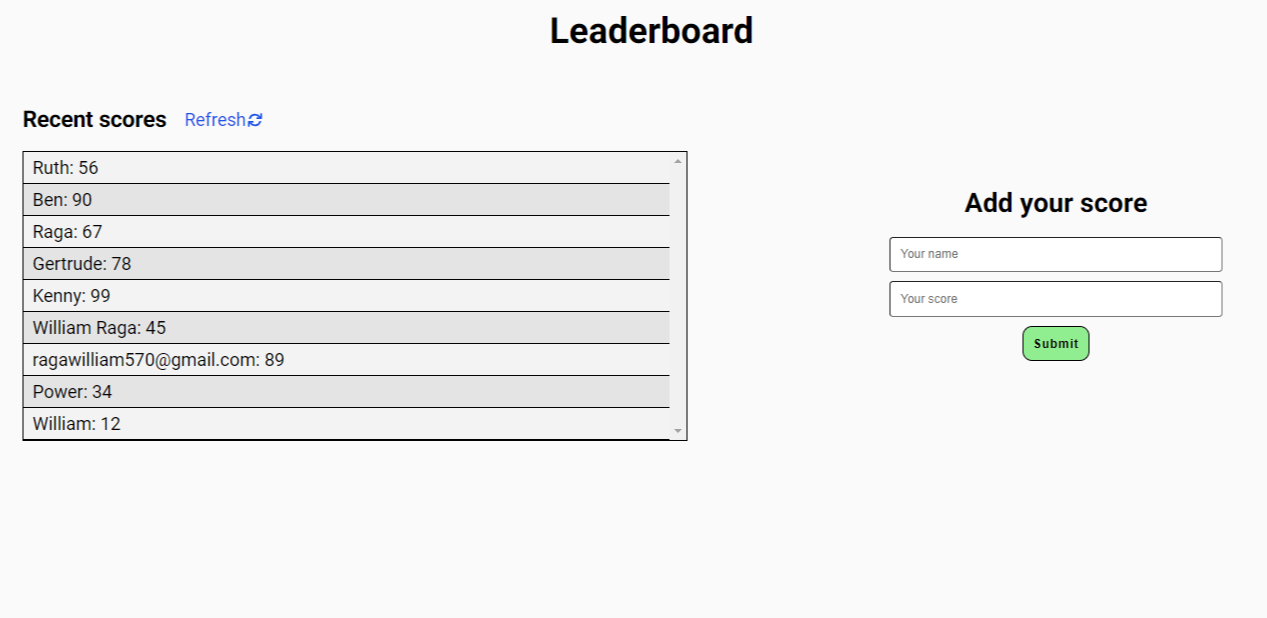 Leaderboard
Recent scores Refresh
Ruth: 56
Ben: 90
Raga: 67
Gertrude: 78
Kenny: 99
William Raga: 45
ragawilliam570@gmail.com: 89
Power: 34
William: 12
Add your score
Your name
Your score
Submit